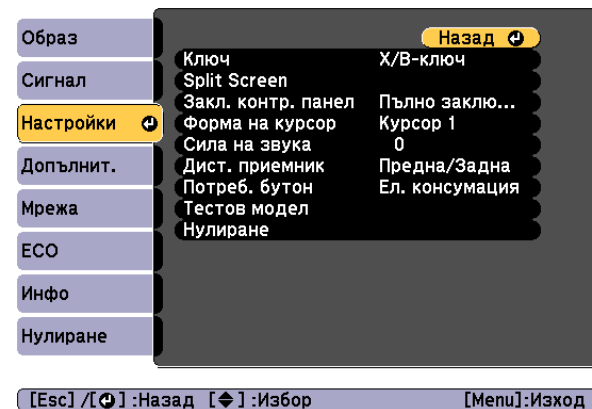 Образ
Сигнал
Настройки
Допълнит.
Мрежа
ECO
Инфо
Нулиране
Назад
Ключ Х/В-ключ
Split Screen
Закл. контр. панел Пълно заклю...
Форма на курсор Курсор 1
Сила на звука 0
Дист. приемник Предна/Задна
Потреб. бутон Ел. консумация
Тестов модел
Нулиране
[Esc] /[⏎] :Назад [◆] :Избор [Menu]:Изход